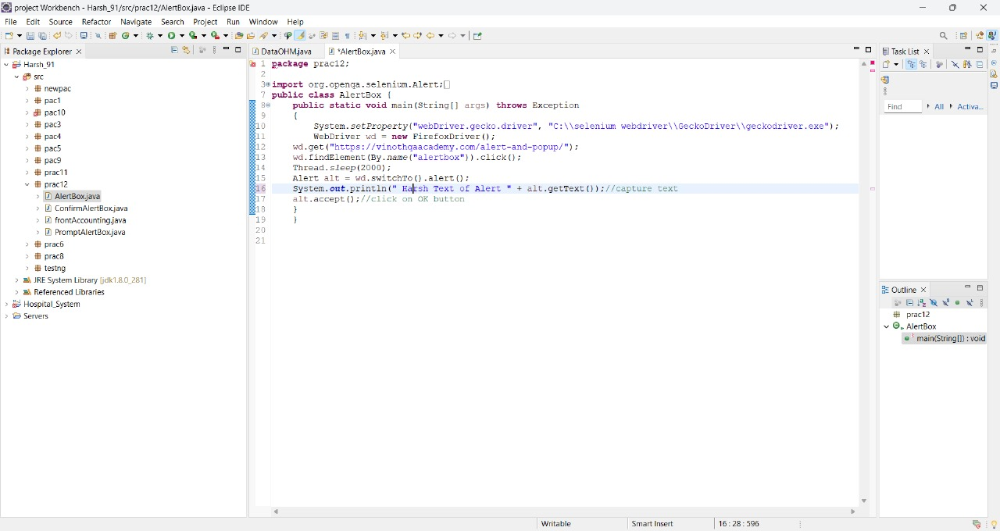 project Workbench - Harsh_91/src/prac12/AlertBox.java - Eclipse IDE
File Edit Source Refactor Navigate Search Project Run Window Help
Package Explorer
Harsh_91
src
newpac
pac1
pac10
pac3
pac4
pac5
pac9
prac11
prac12
AlertBox.java
ConfirmAlertBox.java
frontAccounting.java
PromptAlertBox.java
prac6
prac8
testng
JRE System Library [jdk1.8.0_281]
Referenced Libraries
Hospital_System
Servers
DataOHM.java *AlertBox.java
1 package prac12;
2
3 import org.openqa.selenium.Alert;
7 public class AlertBox {
8 public static void main(String[] args) throws Exception
9 {
10 System.setProperty("webDriver.gecko.driver", "C:\\selenium webdriver\\GeckoDriver\\geckodriver.exe");
11 WebDriver wd = new FirefoxDriver();
12 wd.get("https://vinothqaacademy.com/alert-and-popup/");
13 wd.findElement(By.name("alertbox")).click();
14 Thread.sleep(2000);
15 Alert alt = wd.switchTo().alert();
16 System.out.println(" Harsh Text of Alert " + alt.getText());//capture text
17 alt.accept();//click on OK button
18 }
19 }
20
21
Task List
Find All Activa...
Outline
prac12
AlertBox
main(String[]) : void
Writable Smart Insert 16 : 28 : 596